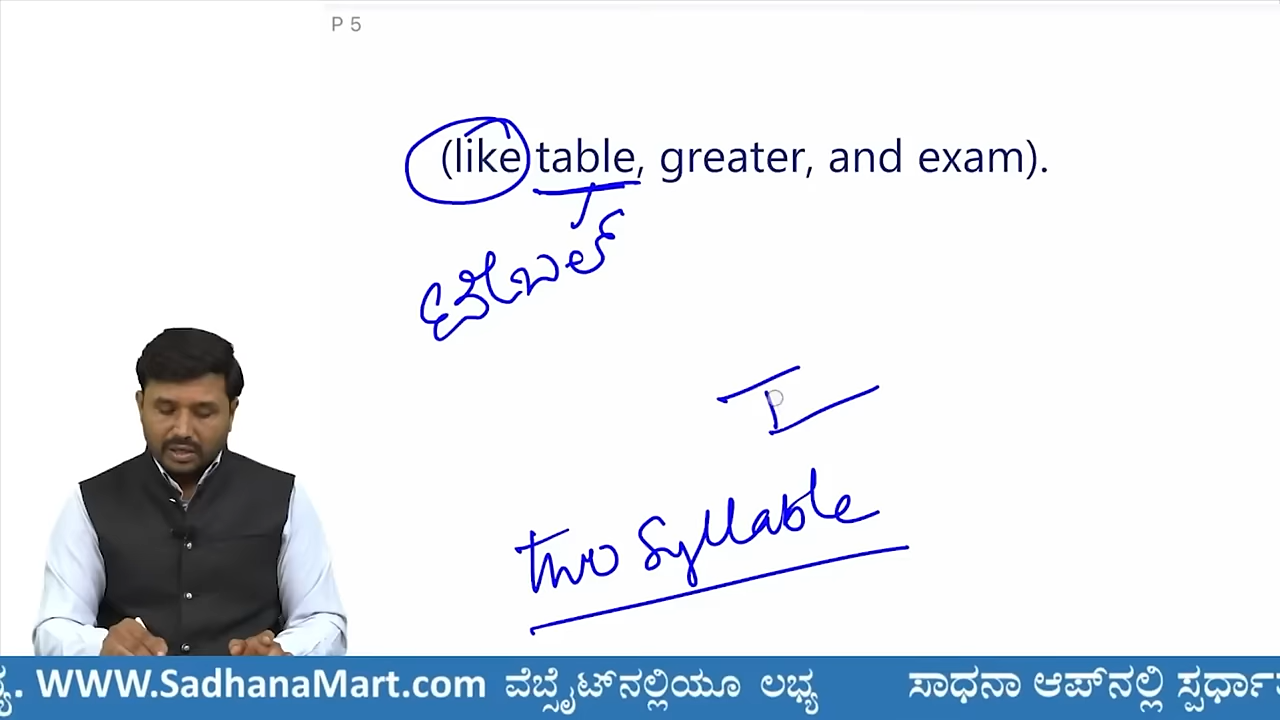 P 5
(like table, greater, and exam).
ಟೇಬಲ್
I
two Syllable
ಭ್ಯ. WWW.SadhanaMart.com ವೆಬ್ಸೈಟ್‌ನಲ್ಲಿಯೂ ಲಭ್ಯ ಸಾಧನಾ ಆಪ್‌ನಲ್ಲಿ ಸ್ಪರ್ಧಾ